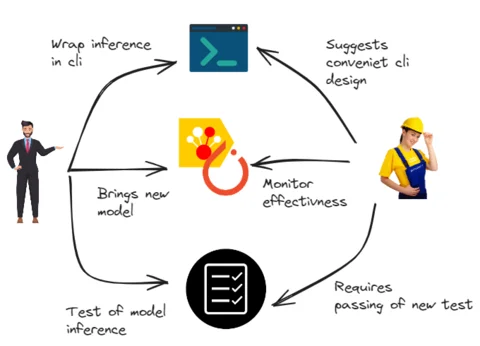 Wrap inference
in cli
Suggests
conveniet cli
design
Brings new
model
Monitor
effectivness
Test of model
inference
Requires
passing of new test